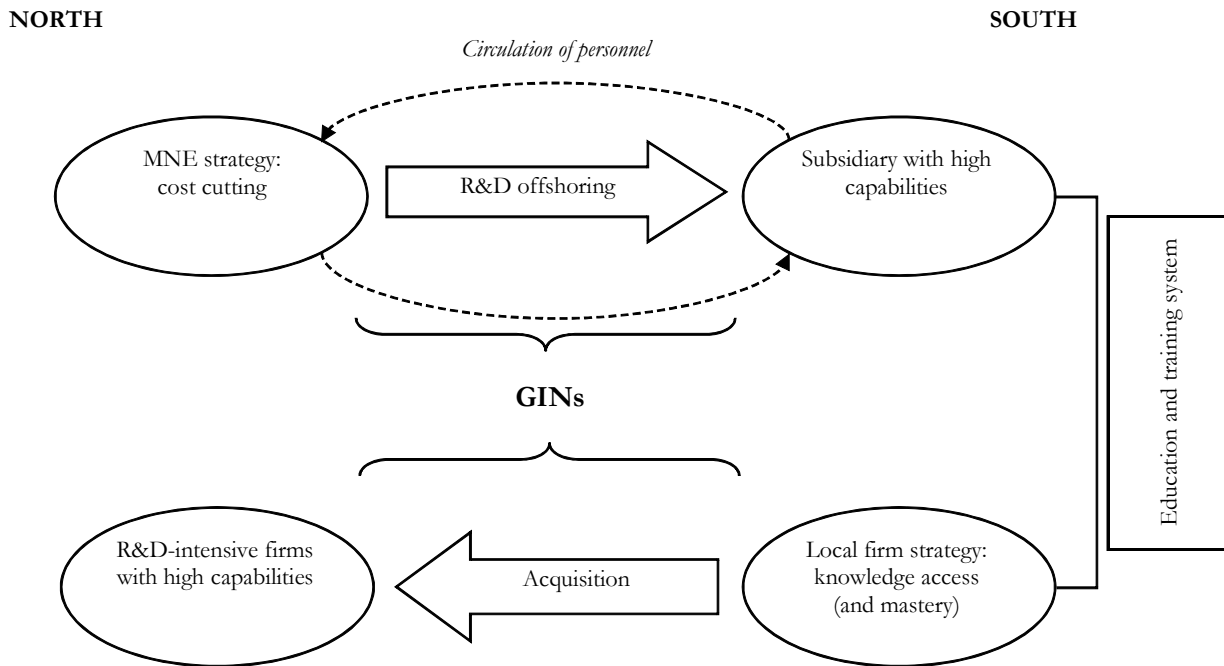 NORTH
SOUTH
Circulation of personnel
MNE strategy:
cost cutting
R&D offshoring
Subsidiary with high
capabilities
Education and training system
GINs
R&D-intensive firms
with high capabilities
Acquisition
Local firm strategy:
knowledge access
(and mastery)